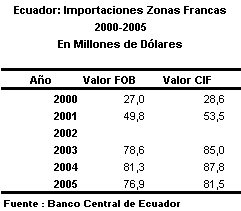 Ecuador: Importaciones Zonas Francas
2000-2005
En Millones de Dólares
Año Valor FOB Valor CIF
2000 27,0 28,6
2001 49,8 53,5
2002
2003 78,6 85,0
2004 81,3 87,8
2005 76,9 81,5
Fuente : Banco Central de Ecuador